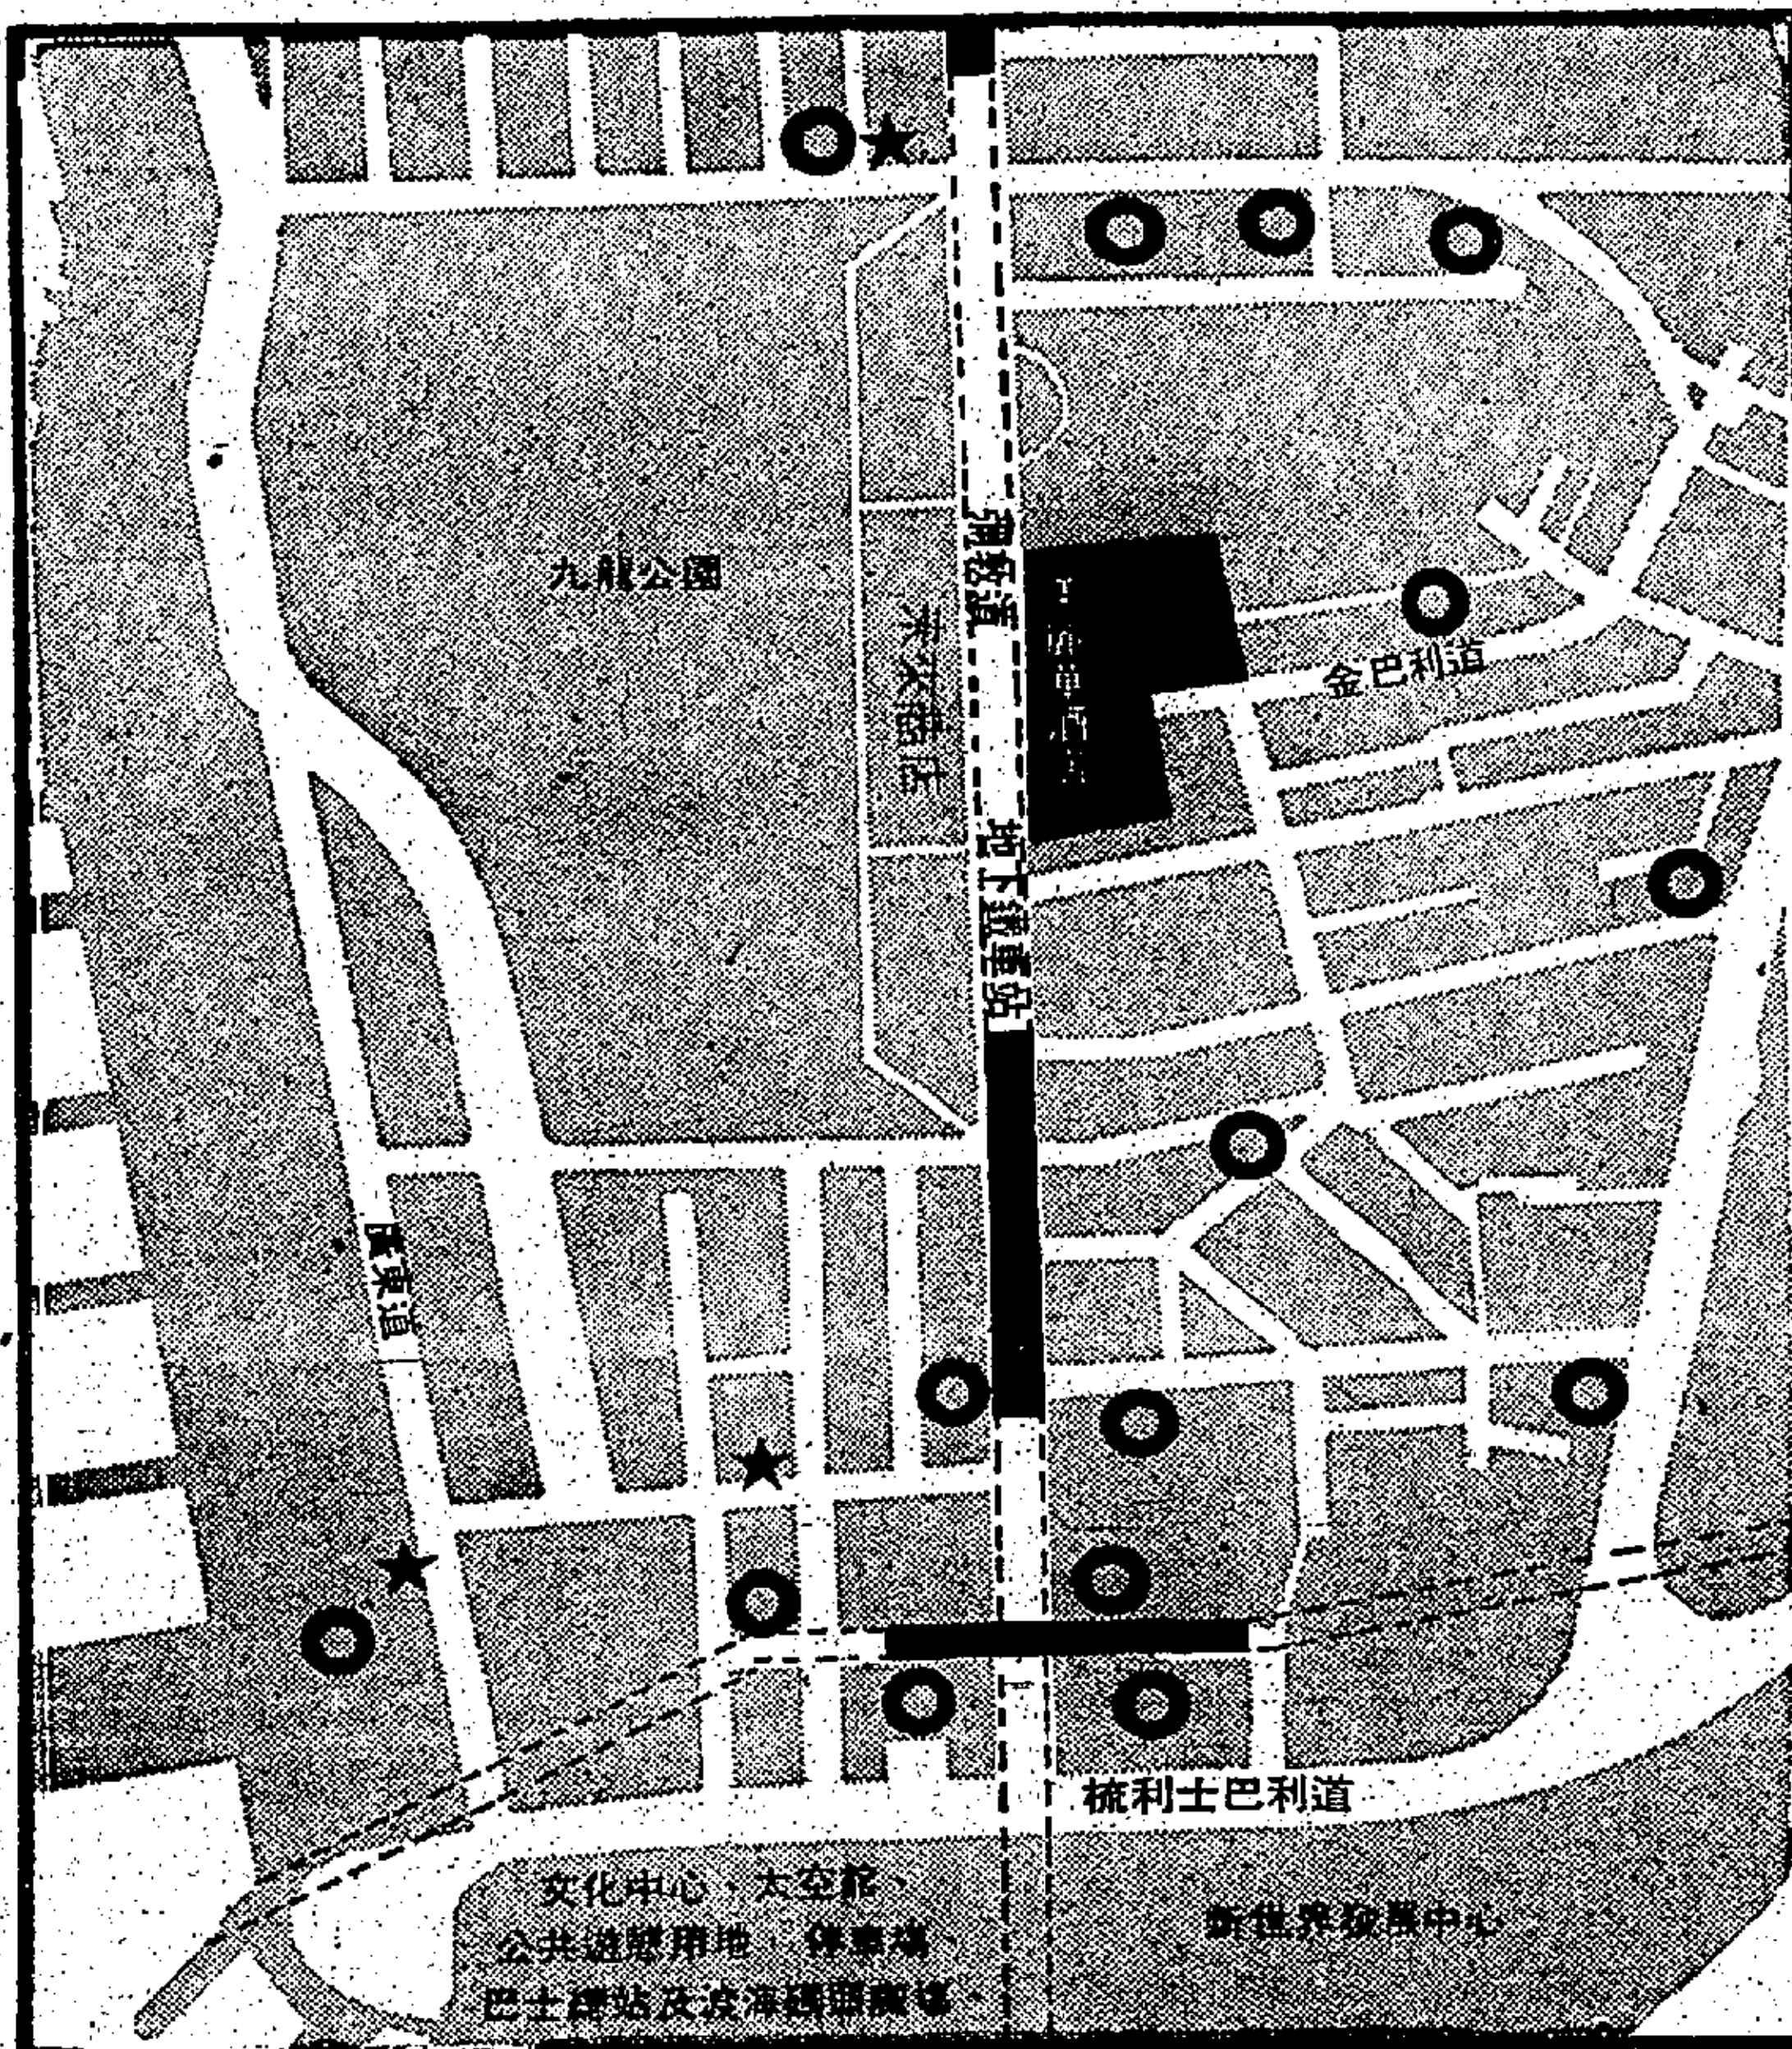 九龍公園
彌敦道
金巴利道
地下鐵車站
廣東道
梳利士巴利道
文化中心、太空館、
公共遊憩用地、停車場、
巴士總站及渡海碼頭廣場
新世界發展中心